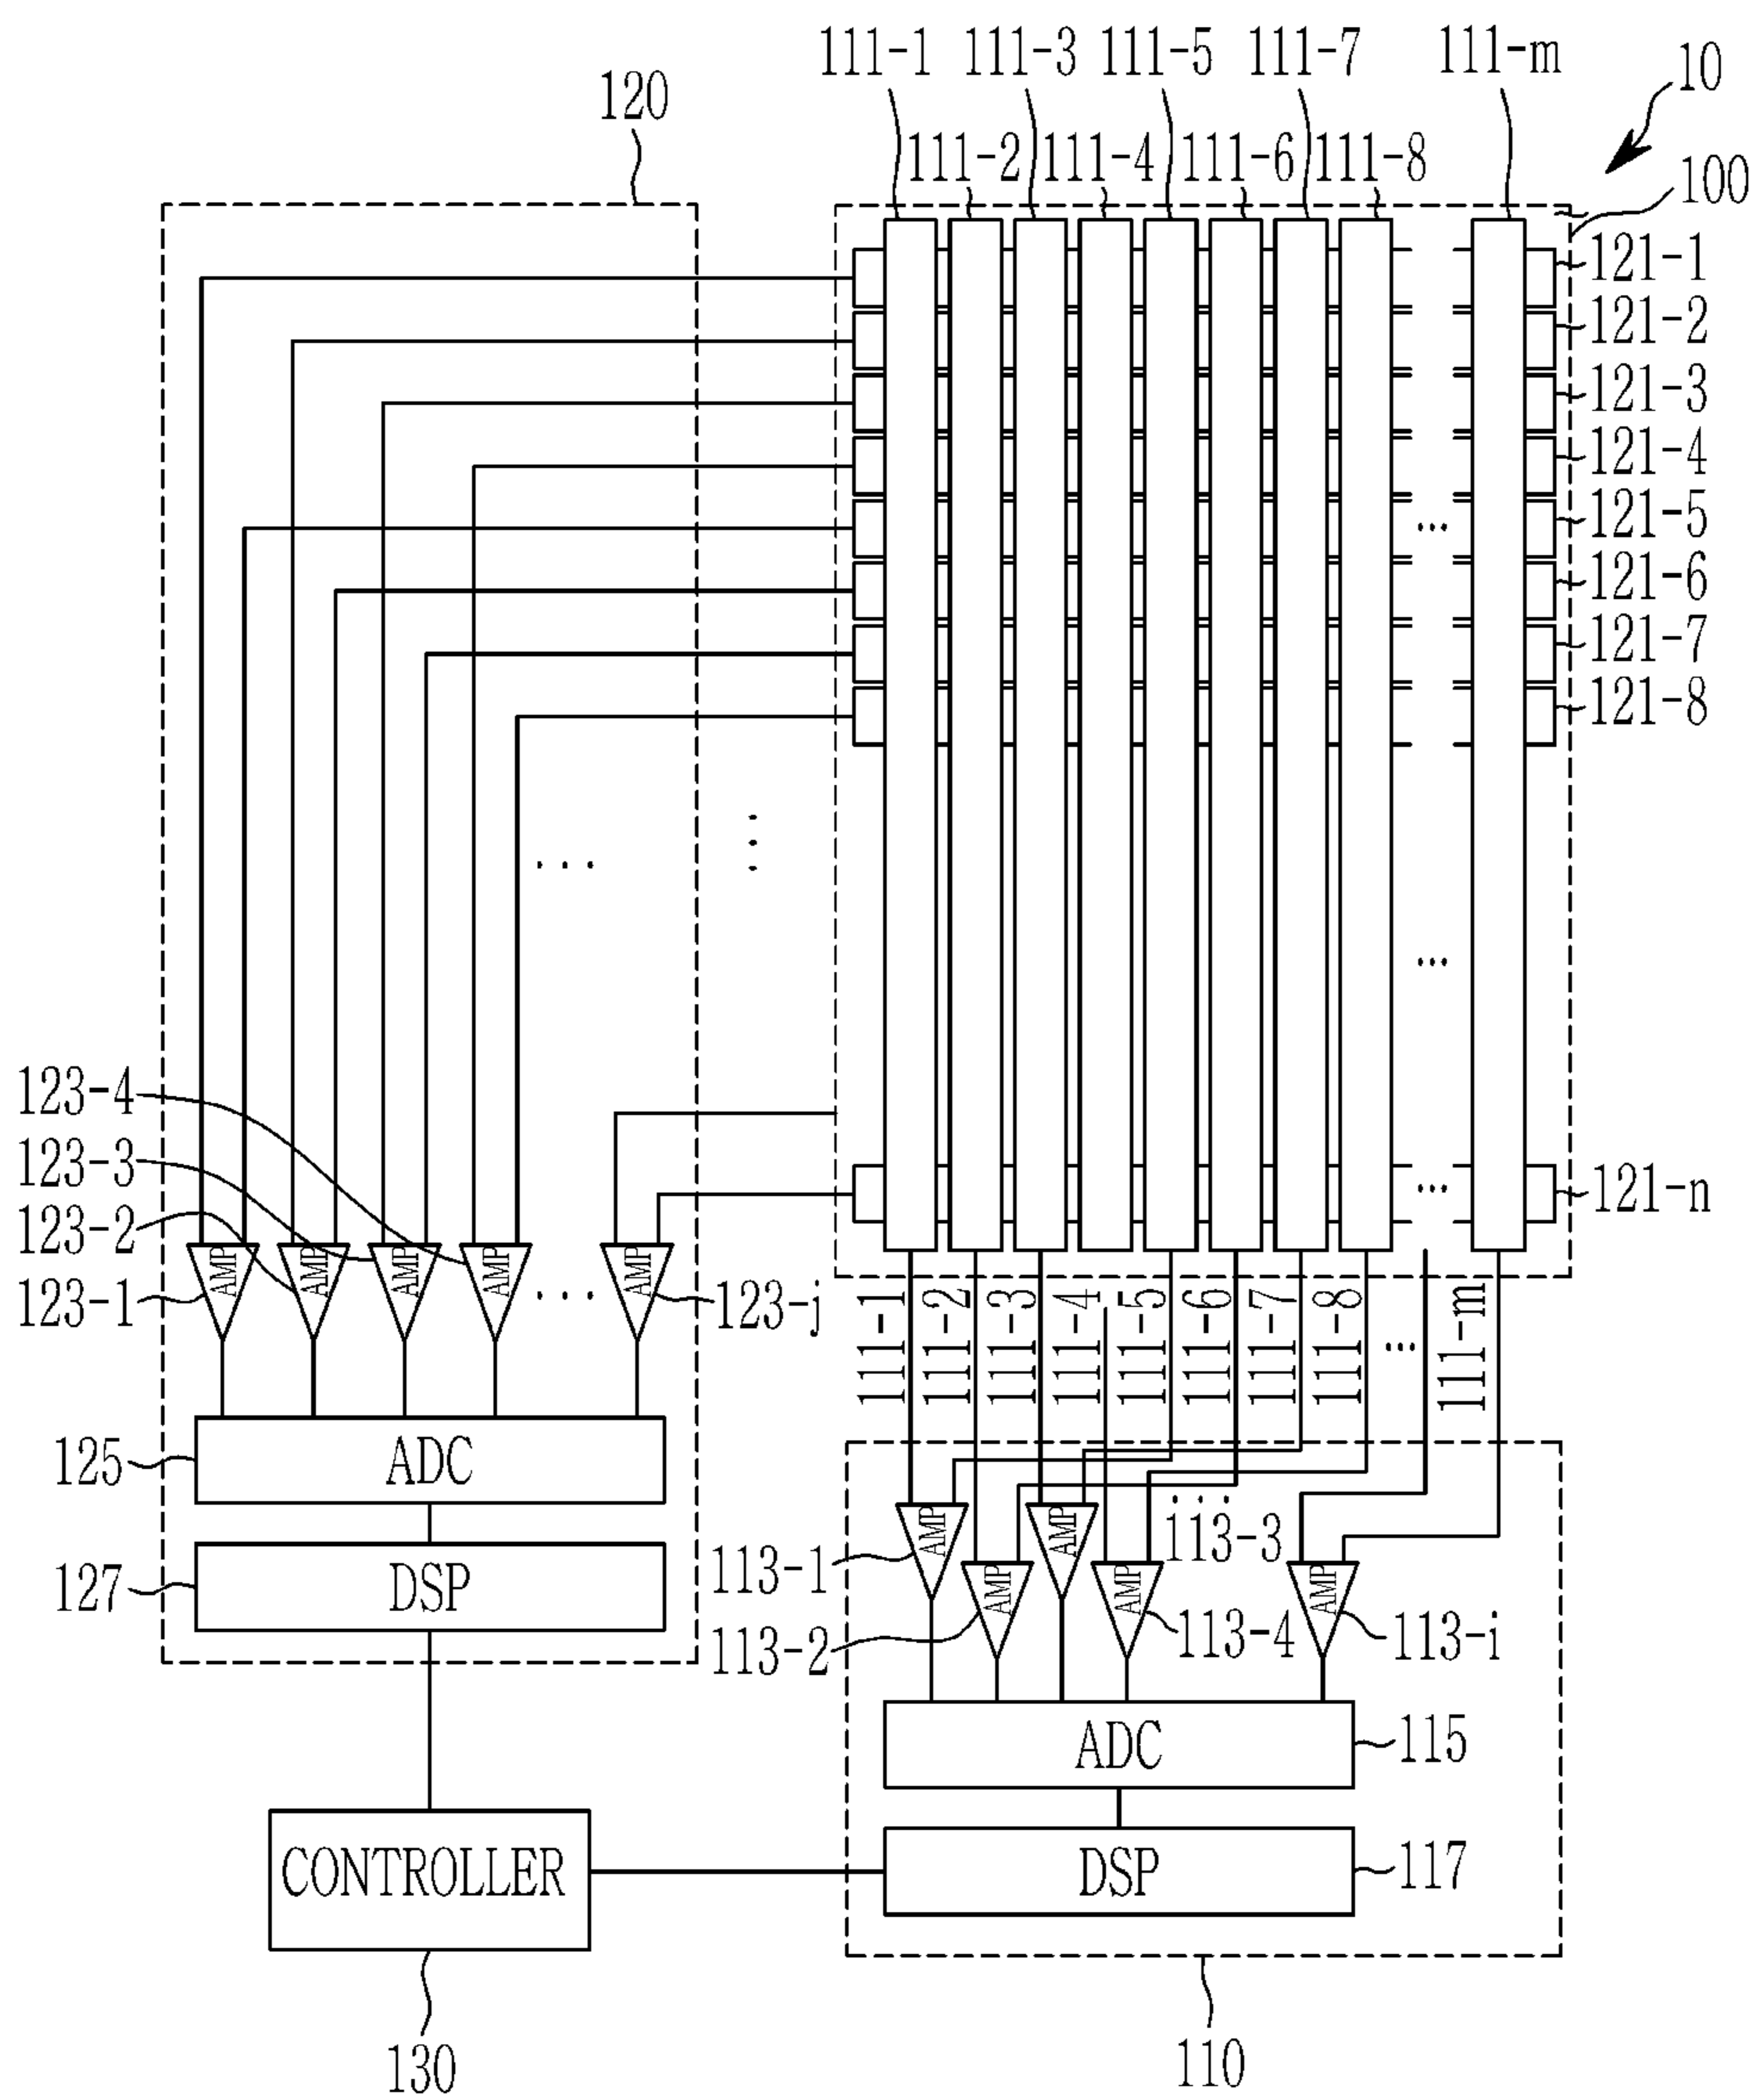 111-1 111-3 111-5 111-7 111-m
10
120
111-2 111-4 111-6 111-8
100
121-1
121-2
121-3
121-4
121-5
...
121-6
121-7
121-8
...
...
...
123-4
123-3
123-2
123-1
...
121-n
AMP AMP AMP AMP ... AMP
123-j
111-1 111-2 111-3 111-4 111-5 111-6 111-7 111-8 ... 111-m
125
ADC
127
DSP
AMP AMP ...
113-1
113-3
AMP AMP AMP
113-2
113-4
113-i
ADC
115
CONTROLLER
DSP
117
130
110